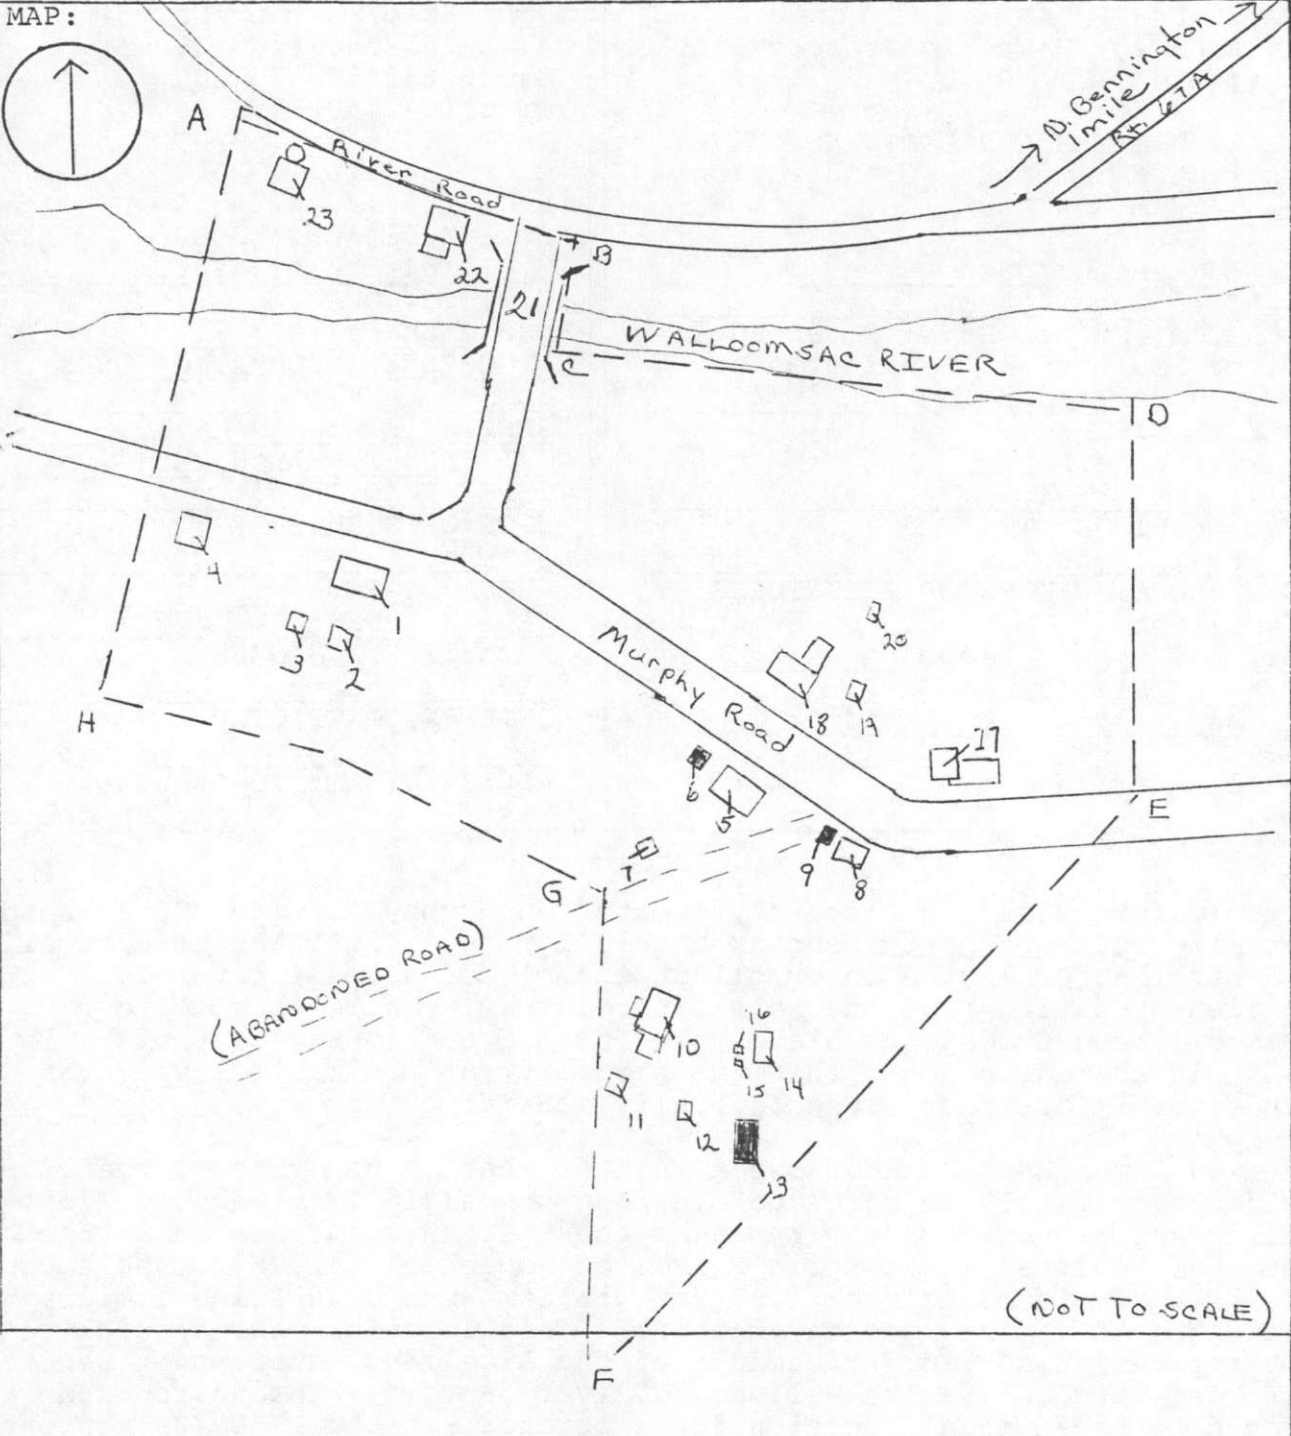 MAP:
N. Bennington
1 mile
Rt. 67A
A
River Road
23
22
B
21
WALLOOMSAC RIVER
C
D
4
1
3
2
20
Murphy Road
18
19
H
17
6
5
E
7
9
8
G
(ABANDONED ROAD)
16
10
15
14
11
12
13
(NOT TO SCALE)
F